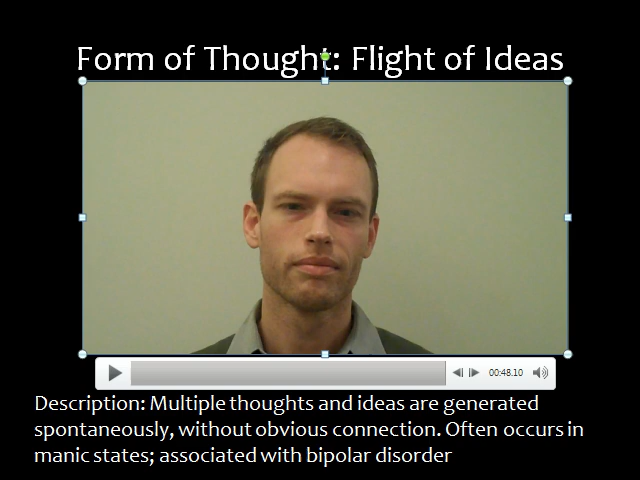 Form of Thought: Flight of Ideas
00:48.10
Description: Multiple thoughts and ideas are generated
spontaneously, without obvious connection. Often occurs in
manic states; associated with bipolar disorder